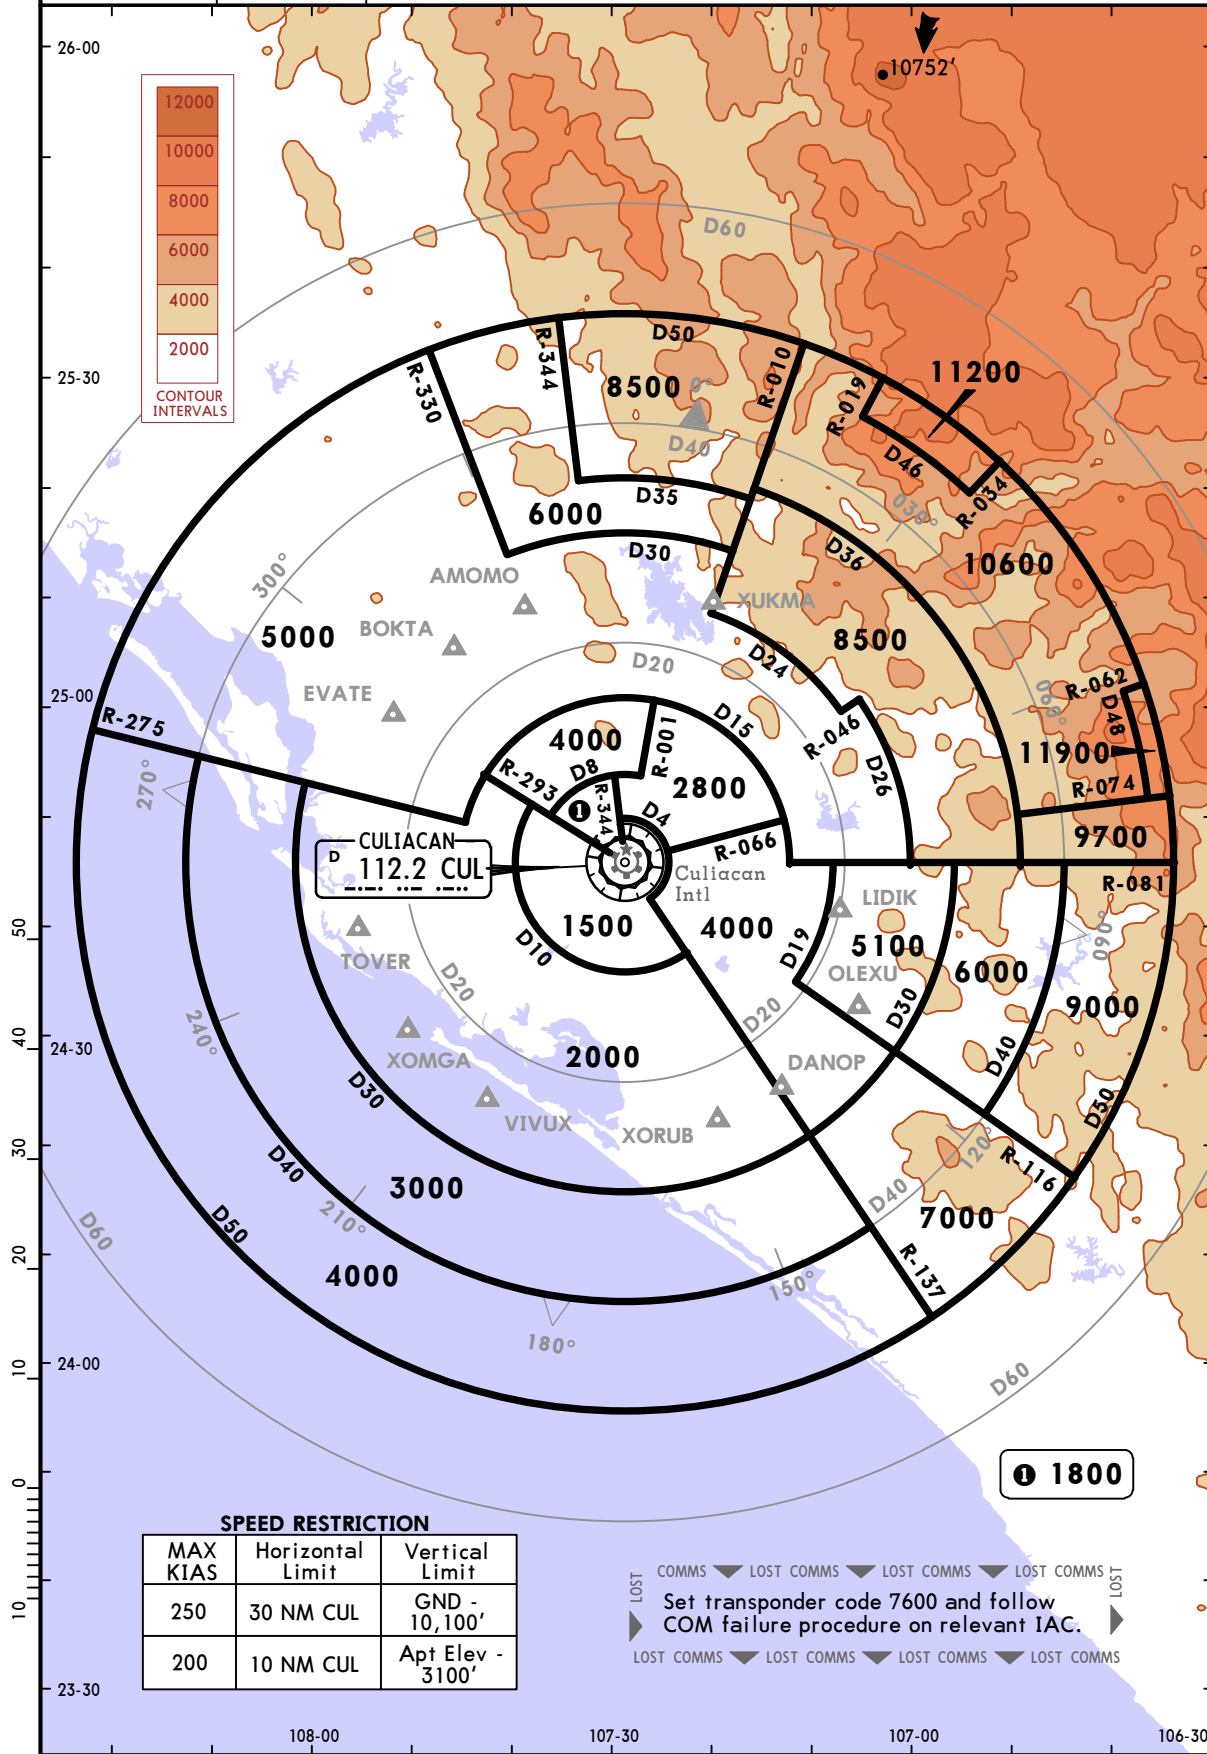 26-00
10752'
12000
10000
8000
6000
4000
2000
CONTOUR
INTERVALS
D60
D50
R-344
R-010
R-330
8500
0°
R-019
11200
25-30
D40
D46
R-034
030°
D35
6000
D30
D36
10600
300°
AMOMO
XUKMA
BOKTA
5000
8500
D20
D24
EVATE
25-00
R-062
060°
D48
R-275
R-001
D15
R-046
D26
4000
11900
R-293
D8
R-074
270°
2800
R-344
1
D4
R-066
9700
CULIACAN
D 112.2 CUL
Culiacan
Intl
R-081
LIDIK
50
1500
4000
D19
5100
090°
D10
TOVER
OLEXU
6000
D20
9000
D30
D20
240°
40
24-30
XOMGA
2000
DANOP
D40
D30
VIVUX
XORUB
D50
120°
30
D40
R-116
3000
D40
210°
7000
D50
D60
20
R-137
4000
150°
180°
10
24-00
D60
0
1 1800
10
SPEED RESTRICTION
MAX KIAS
Horizontal Limit
Vertical Limit
250
30 NM CUL
GND - 10,100'
200
10 NM CUL
Apt Elev - 3100'
LOST COMMS LOST COMMS LOST COMMS LOST COMMS LOST
Set transponder code 7600 and follow
COM failure procedure on relevant IAC.
LOST COMMS LOST COMMS LOST COMMS LOST COMMS
23-30
108-00
107-30
107-00
106-30